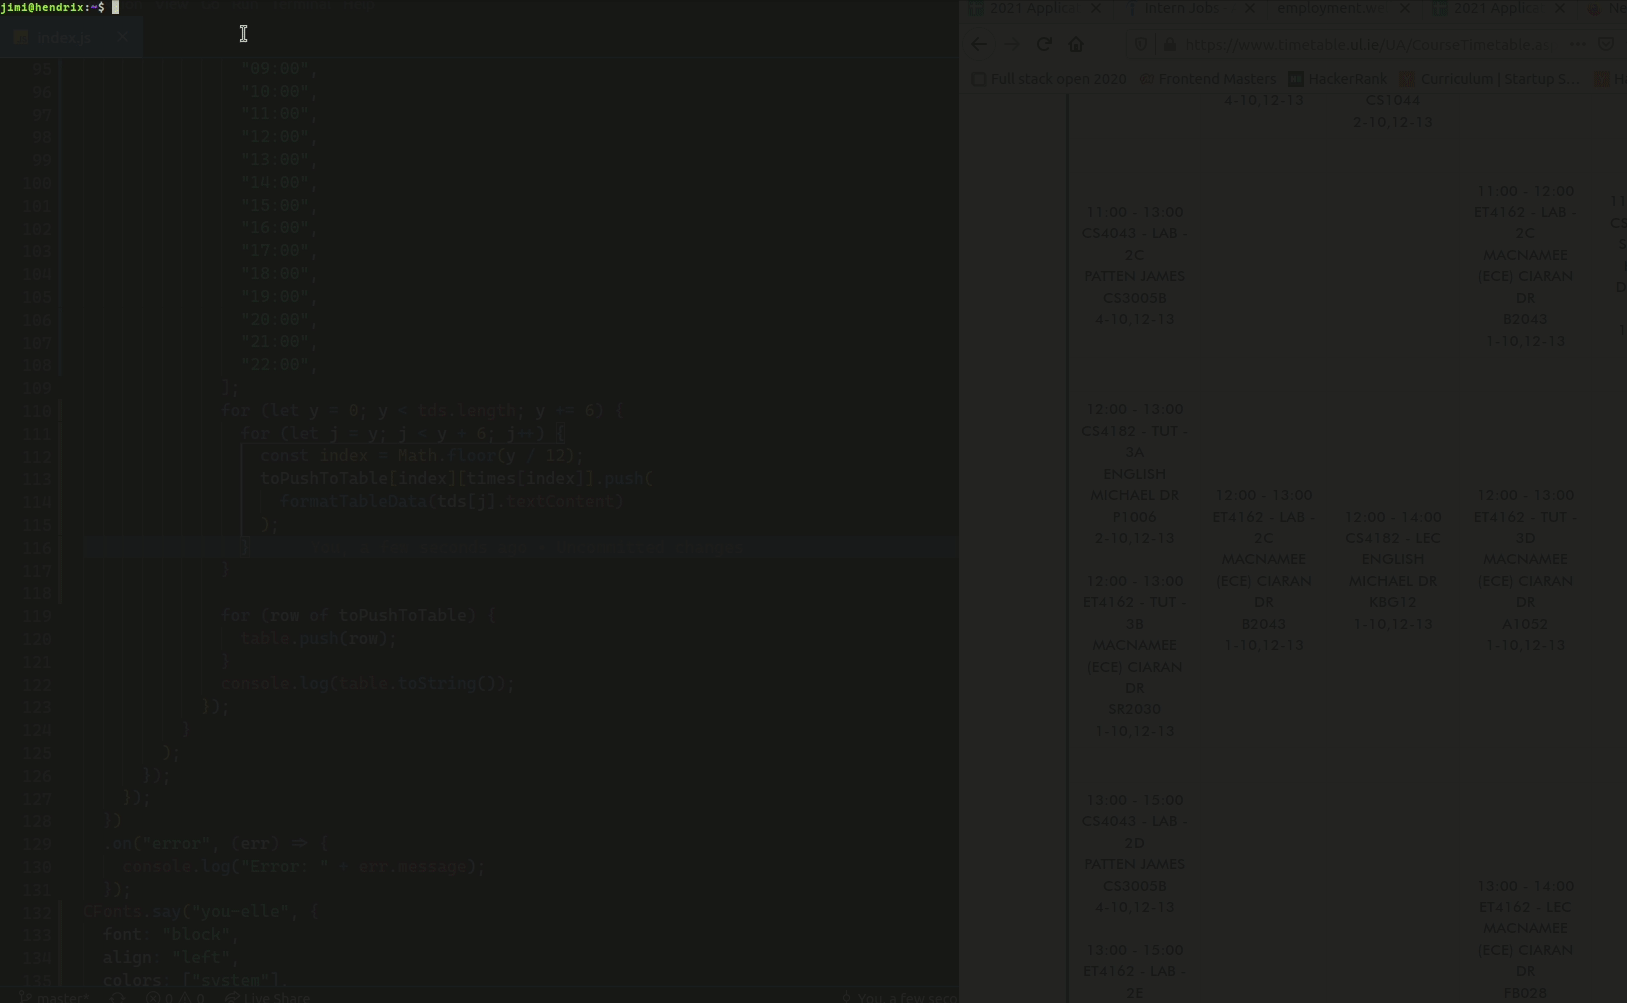 jimi@hendrix:~$
Index.js
95 "09:00",
96 "10:00",
97 "11:00",
98 "12:00",
99 "13:00",
100 "14:00",
101 "15:00",
102 "16:00",
103 "17:00",
104 "18:00",
105 "19:00",
106 "20:00",
107 "21:00",
108 "22:00",
109 ];
110 for (let y = 0; y < tds.length; y += 6) {
111 for (let j = y; j < y + 6; j++) {
112 const index = Math.floor(y / 12);
113 toPushToTable[index][times[index]].push(
114 formatTableData(tds[j].textContent)
115 );
116 } You, a few seconds ago • Uncommitted changes
117 }
118
119 for (row of toPushToTable) {
120 table.push(row);
121 }
122 console.log(table.toString());
123 });
124 }
125 );
126 });
127 });
128 })
129 .on("error", (err) => {
130 console.log("Error: " + err.message);
131 });
132 CFonts.say("you-elle", {
133 font: "block",
134 align: "left",
135 colors: ["system"],
master* 0 0 Live Share You, a few seco
2021 Applica Intern Jobs - employment.we 2021 Applica Ne
https://www.timetable.ul.ie/UA/CourseTimetable.as
Full stack open 2020 Frontend Masters HackerRank Curriculum | Startup S...
4-10,12-13
CS1044
2-10,12-13
11:00 - 13:00
CS4043 - LAB -
2C
PATTEN JAMES
CS3005B
4-10,12-13
11:00 - 12:00
ET4162 - LAB -
2C
MACNAMEE
(ECE) CIARAN
DR
B2043
1-10,12-13
12:00 - 13:00
CS4182 - TUT -
3A
ENGLISH
MICHAEL DR
P1006
2-10,12-13
12:00 - 13:00
ET4162 - TUT -
3B
MACNAMEE
(ECE) CIARAN
DR
SR2030
1-10,12-13
12:00 - 13:00
ET4162 - LAB -
2C
MACNAMEE
(ECE) CIARAN
DR
B2043
1-10,12-13
12:00 - 14:00
CS4182 - LEC
ENGLISH
MICHAEL DR
KBG12
1-10,12-13
12:00 - 13:00
ET4162 - TUT -
3D
MACNAMEE
(ECE) CIARAN
DR
A1052
1-10,12-13
13:00 - 15:00
CS4043 - LAB -
2D
PATTEN JAMES
CS3005B
4-10,12-13
13:00 - 15:00
ET4162 - LAB -
2E
13:00 - 14:00
ET4162 - LEC
MACNAMEE
(ECE) CIARAN
DR
FB028